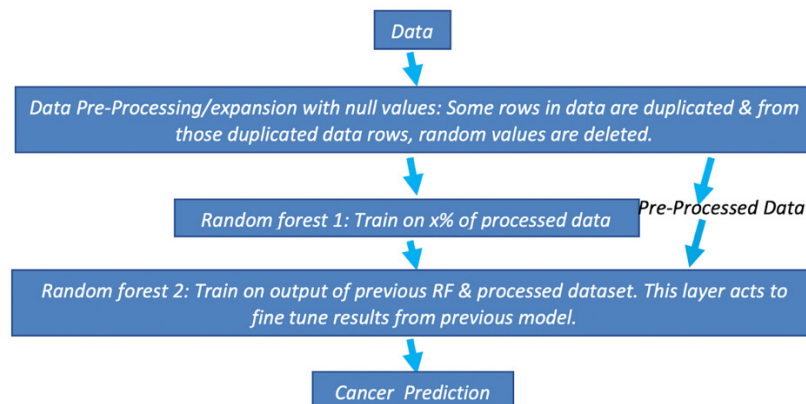 Data
Data Pre-Processing/expansion with null values: Some rows in data are duplicated & from
those duplicated data rows, random values are deleted.
Random forest 1: Train on x% of processed data
Pre-Processed Data
Random forest 2: Train on output of previous RF & processed dataset. This layer acts to
fine tune results from previous model.
Cancer Prediction